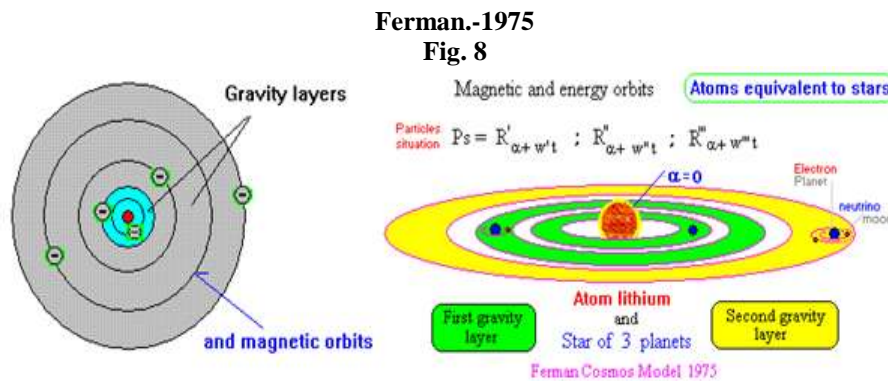 Ferman.-1975
Fig. 8
Gravity layers
and magnetic orbits
Magnetic and energy orbits
Atoms equivalent to stars
Particles
situation
Ps = R' α+ w't ; R'' α+ w''t ; R''' α+ w'''t
α=0
Electron
Planet
neutrino
moon
First gravity
layer
Atom lithium
and
Star of 3 planets
Second gravity
layer
Ferman Cosmos Model 1975